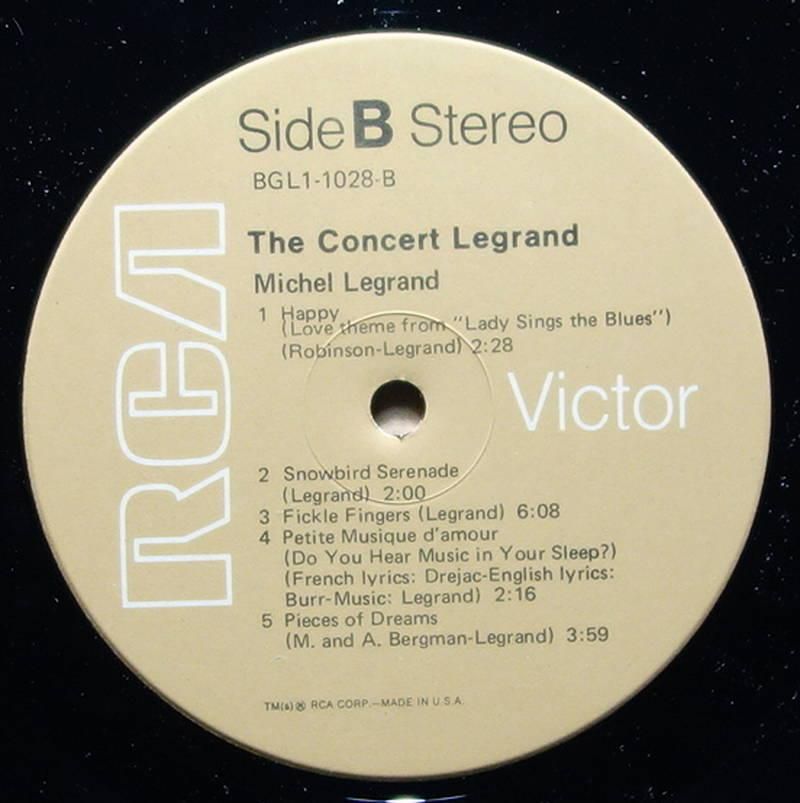 Side B Stereo
BGL1-1028-B
RCA
The Concert Legrand
Michel Legrand
1 Happy
(Love theme from "Lady Sings the Blues")
(Robinson-Legrand) 2:28
Victor
2 Snowbird Serenade
(Legrand) 2:00
3 Fickle Fingers (Legrand) 6:08
4 Petite Musique d'amour
(Do You Hear Music in Your Sleep?)
(French lyrics: Drejac-English lyrics:
Burr-Music: Legrand) 2:16
5 Pieces of Dreams
(M. and A. Bergman-Legrand) 3:59
TM(s) ® RCA CORP.—MADE IN U.S.A.